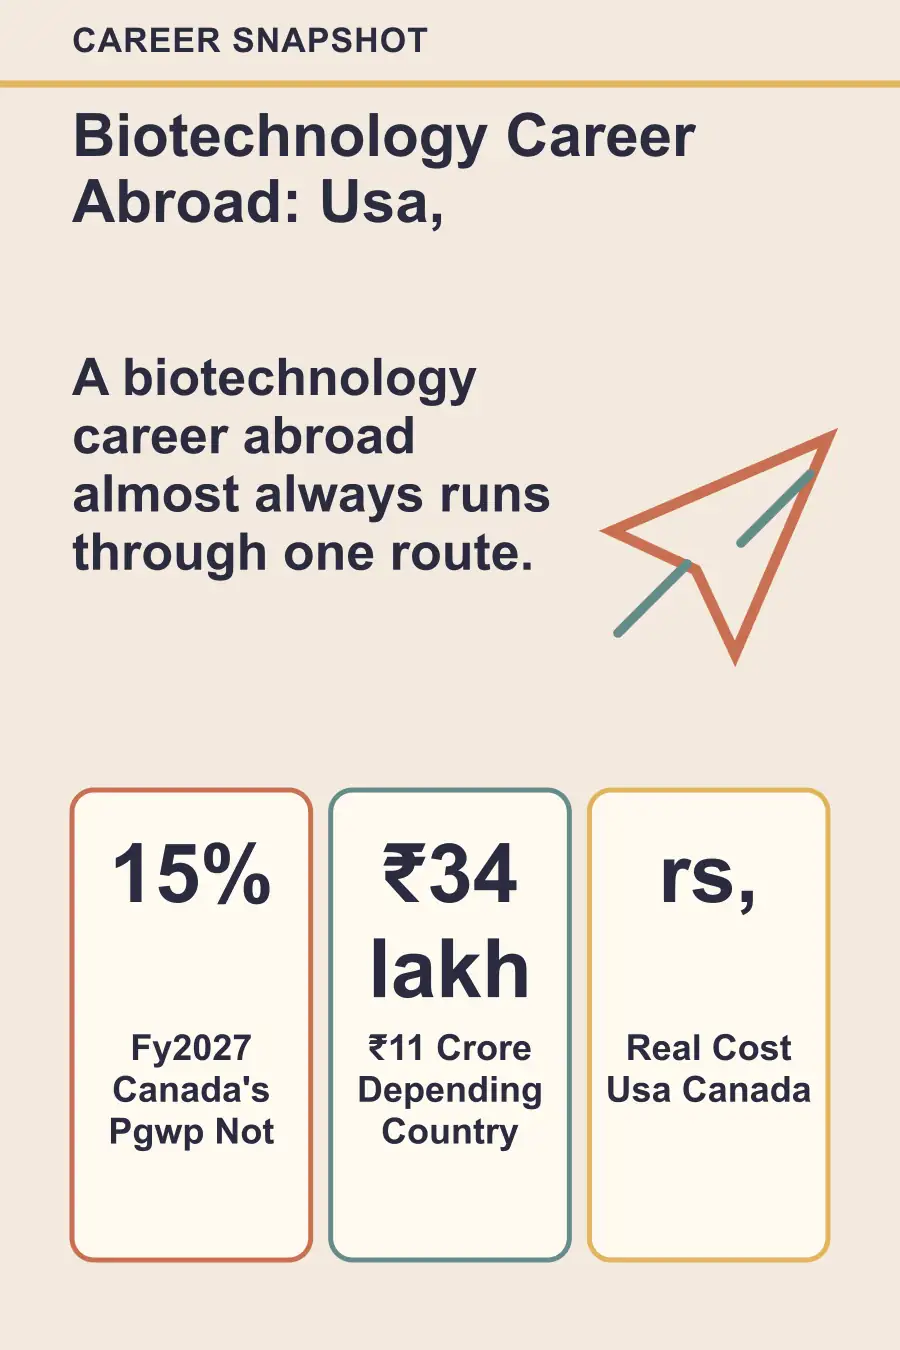 CAREER SNAPSHOT
Biotechnology Career
Abroad: Usa,
A biotechnology
career abroad
almost always runs
through one route.
15%
Fy2027
Canada's
Pgwp Not
₹34
lakh
₹11 Crore
Depending
Country
rs,
Real Cost
Usa Canada